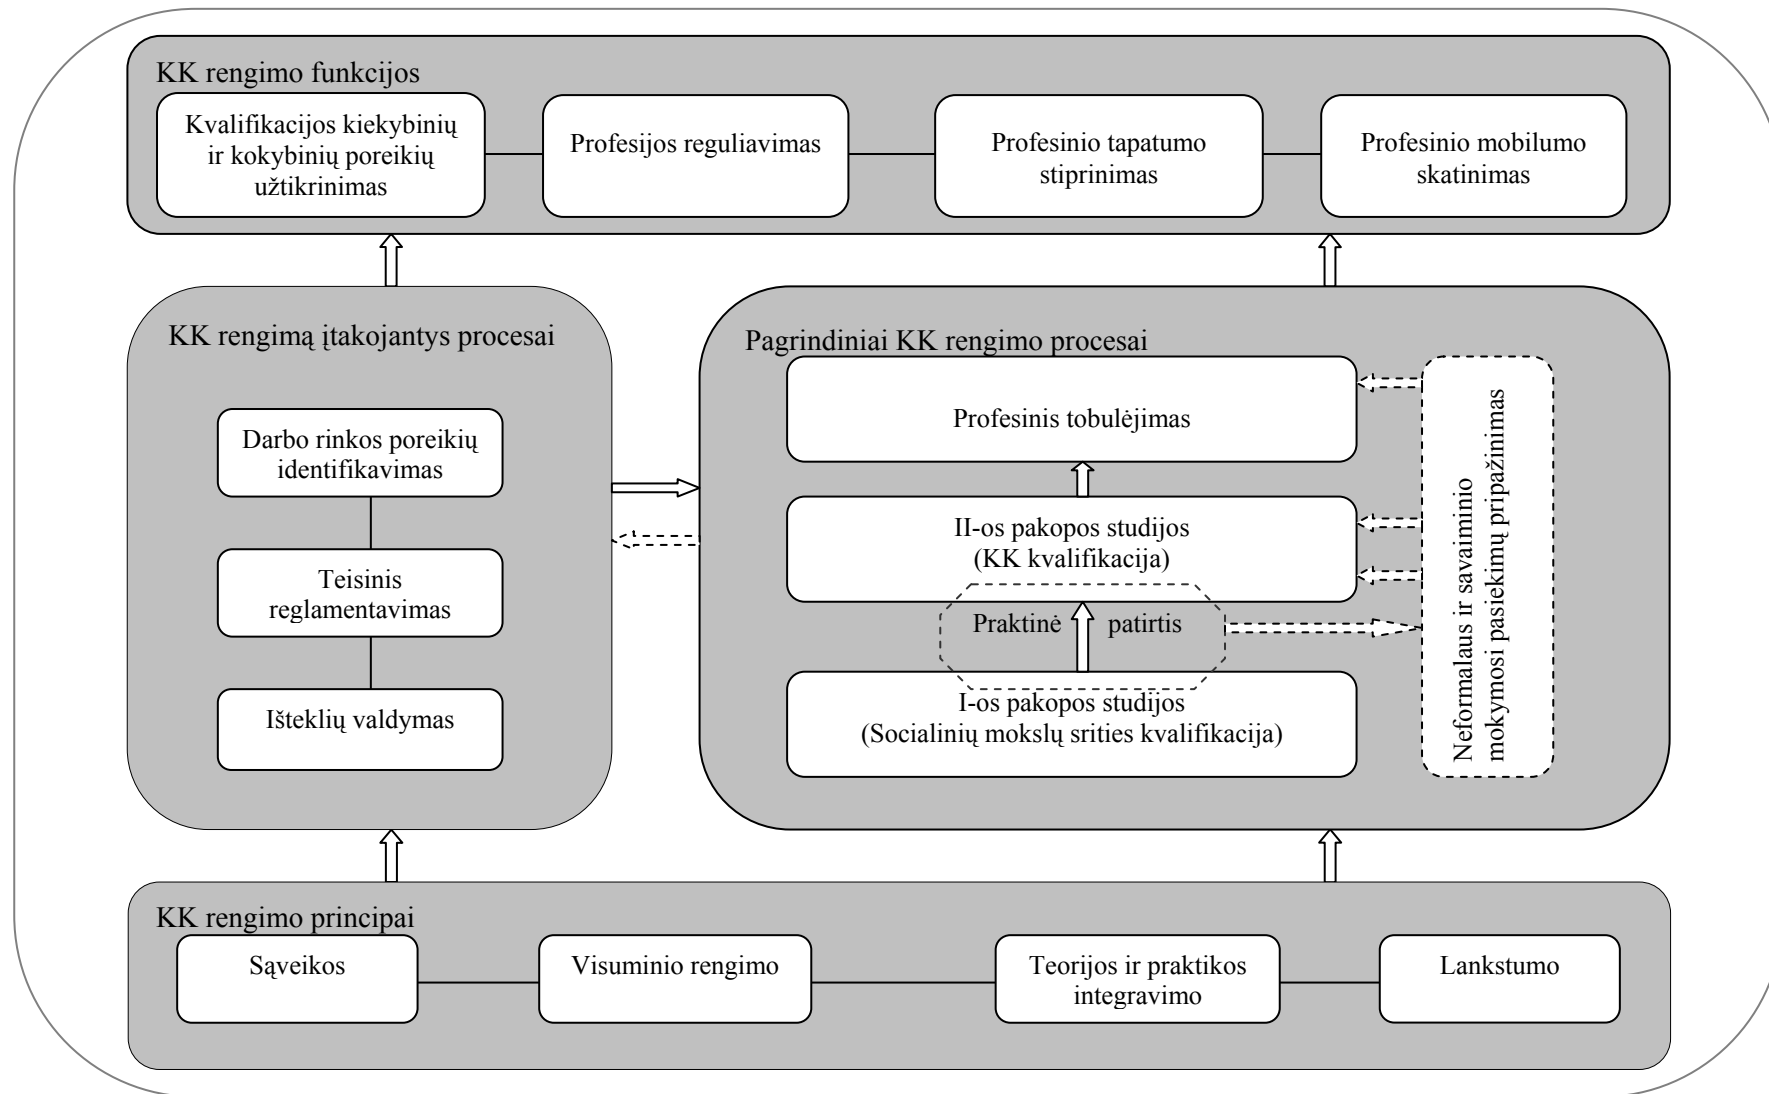 KK rengimo funkcijos
Kvalifikacijos kiekybinių
ir kokybinių poreikių
užtikrinimas
Profesijos reguliavimas
Profesinio tapatumo
stiprinimas
Profesinio mobilumo
skatinimas
KK rengimą įtakojantys procesai
Darbo rinkos poreikių
identifikavimas
Teisinis
reglamentavimas
Išteklių valdymas
Pagrindiniai KK rengimo procesai
Profesinis tobulėjimas
II-os pakopos studijos
(KK kvalifikacija)
Praktinė patirtis
I-os pakopos studijos
(Socialinių mokslų srities kvalifikacija)
Neformalaus ir savaiminio
mokymosi pasiekimų pripažinimas
KK rengimo principai
Sąveikos
Visuminio rengimo
Teorijos ir praktikos
integravimo
Lankstumo